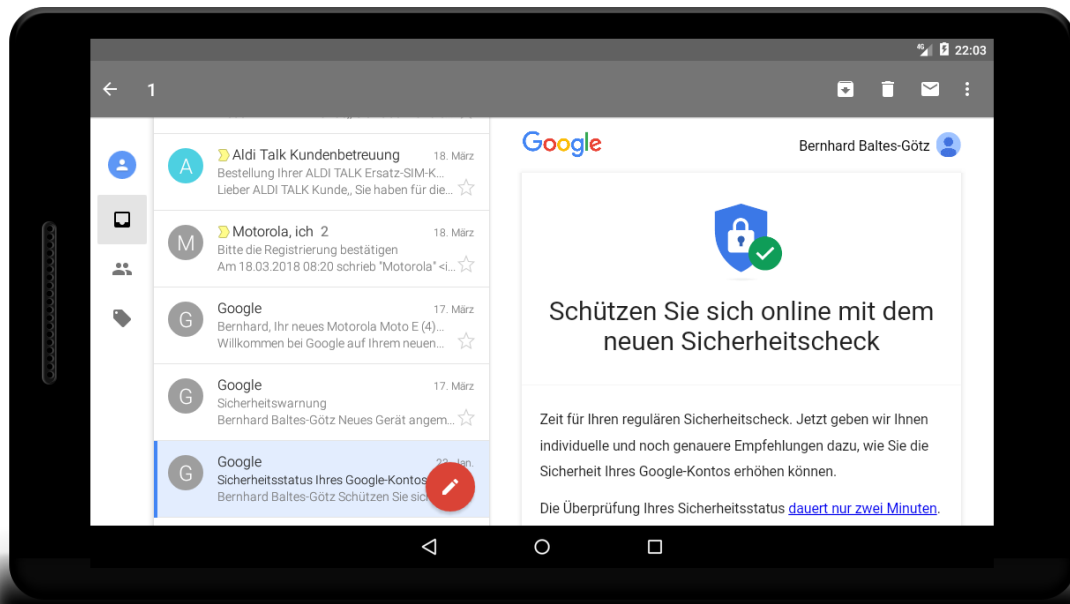 4G 22:03
1
A
Aldi Talk Kundenbetreuung 18. März
Bestellung Ihrer ALDI TALK Ersatz-SIM-K...
Lieber ALDI TALK Kunde,, Sie haben für die...
M
Motorola, ich 2 18. März
Bitte die Registrierung bestätigen
Am 18.03.2018 08:20 schrieb "Motorola" <i...
G
Google 17. März
Bernhard, Ihr neues Motorola Moto E (4)...
Willkommen bei Google auf Ihrem neuen...
G
Google 17. März
Sicherheitswarnung
Bernhard Baltes-Götz Neues Gerät angem...
G
Google Jan.
Sicherheitsstatus Ihres Google-Kontos
Bernhard Baltes-Götz Schützen Sie sic
Google
Bernhard Baltes-Götz
Schützen Sie sich online mit dem
neuen Sicherheitscheck
Zeit für Ihren regulären Sicherheitscheck. Jetzt geben wir Ihnen
individuelle und noch genauere Empfehlungen dazu, wie Sie die
Sicherheit Ihres Google-Kontos erhöhen können.
Die Überprüfung Ihres Sicherheitsstatus dauert nur zwei Minuten.